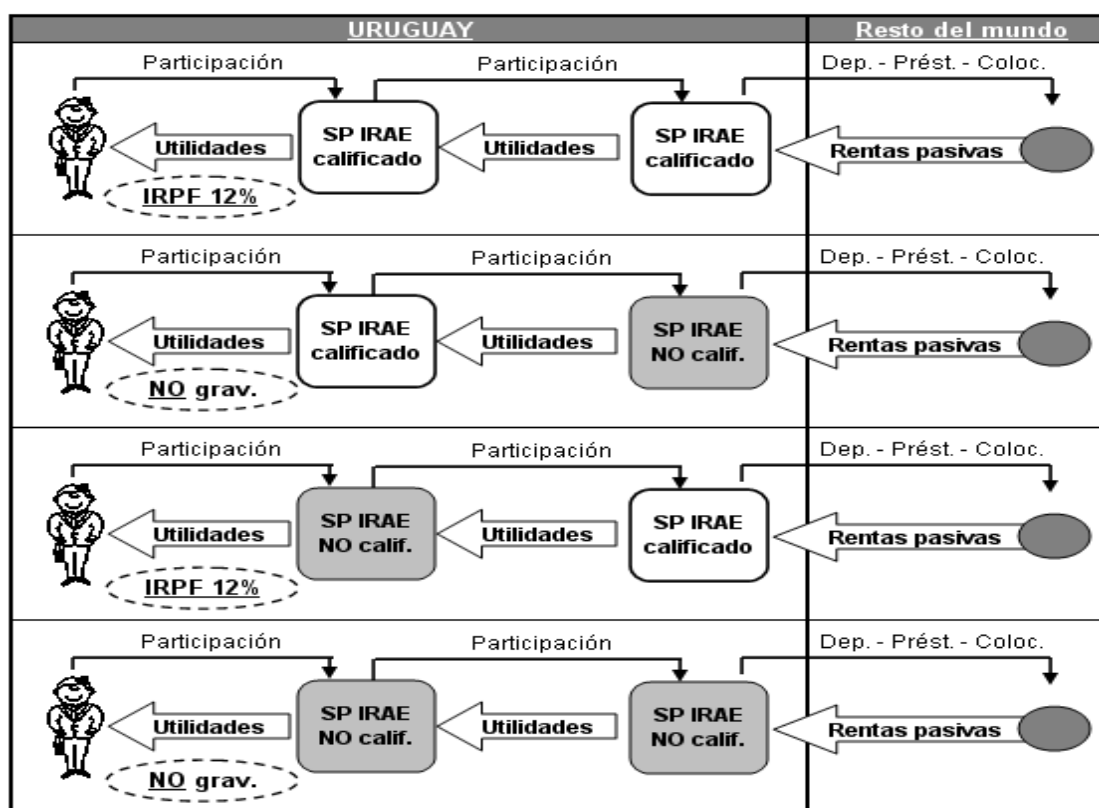 URUGUAY Resto del mundo
Participación Participación Dep. - Prést. - Coloc.
SP IRAE
calificado
SP IRAE
calificado
Utilidades Utilidades Rentas pasivas
IRPF 12%
Participación Participación Dep. - Prést. - Coloc.
SP IRAE
calificado
SP IRAE
NO calif.
Utilidades Utilidades Rentas pasivas
NO grav.
Participación Participación Dep. - Prést. - Coloc.
SP IRAE
NO calif.
SP IRAE
calificado
Utilidades Utilidades Rentas pasivas
IRPF 12%
Participación Participación Dep. - Prést. - Coloc.
SP IRAE
NO calif.
SP IRAE
NO calif.
Utilidades Utilidades Rentas pasivas
NO grav.